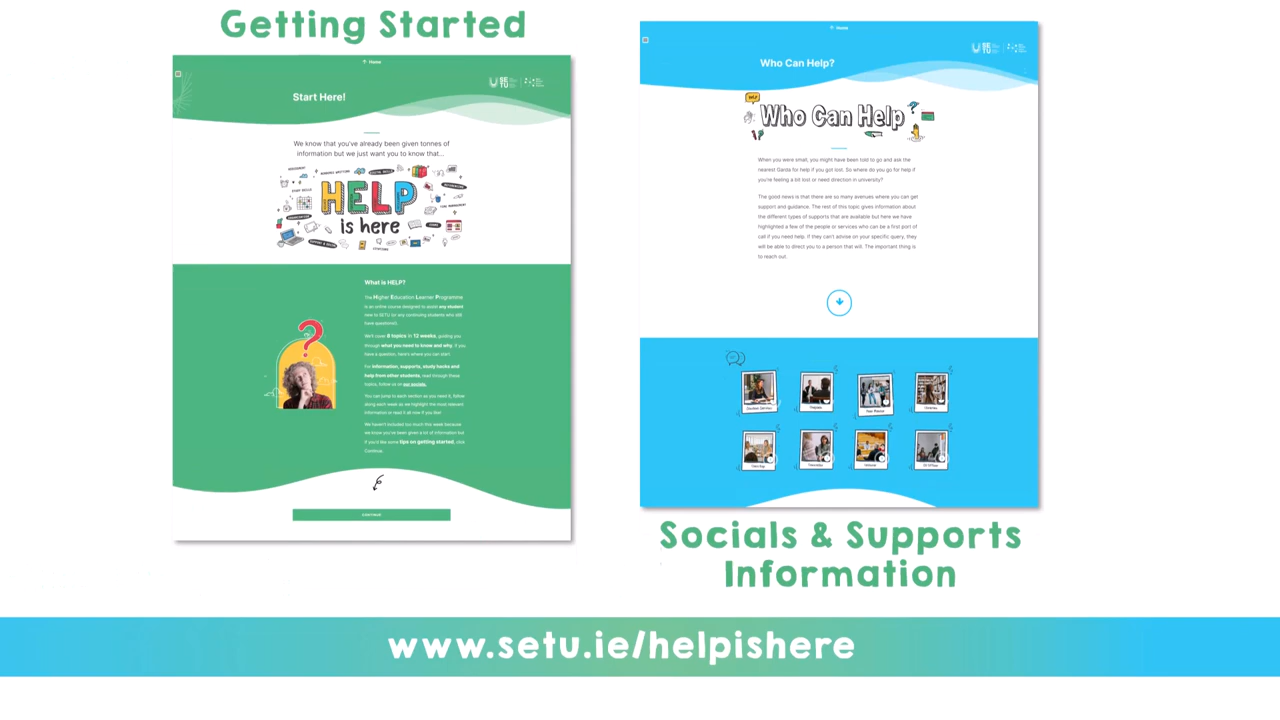 Getting Started
Home
Start Here!
SETU
We know that you've already been given tonnes of
information but we just want you to know that...
HELP
is here
What is HELP?
The Higher Education Learner Programme
is an online course designed to assist any student
new to SETU (or any continuing students who still
have questions!).
We'll cover 8 topics in 12 weeks, guiding you
through what you need to know and why. If you
have a question, here's where you can start!
For information, supports, study hacks and
help from other students, read through these
topics, follow us on our socials.
You can jump to each section as you need it, follow
along each week as we highlight the most relevant
information or read it all now if you like!
We haven't included too much this week because
we know you've been given a lot of information but
if you'd like some tips on getting started, click
Continue.
CONTINUE
Home
Who Can Help?
SETU
HELP
Who Can Help
When you were small, you might have been told to go and ask the
nearest Garda for help if you got lost. So where do you go for help if
you're feeling a bit lost or need direction in university?
The good news is that there are so many avenues where you can get
support and guidance. The rest of this topic gives information about
the different types of supports that are available but here we have
highlighted a few of the people or services who can be a first port of
call if you need help. If they can't advise on your specific query, they
will be able to direct you to a person that will. The important thing is
to reach out.
Libraries
Socials & Supports
Information
www.setu.ie/helpishere